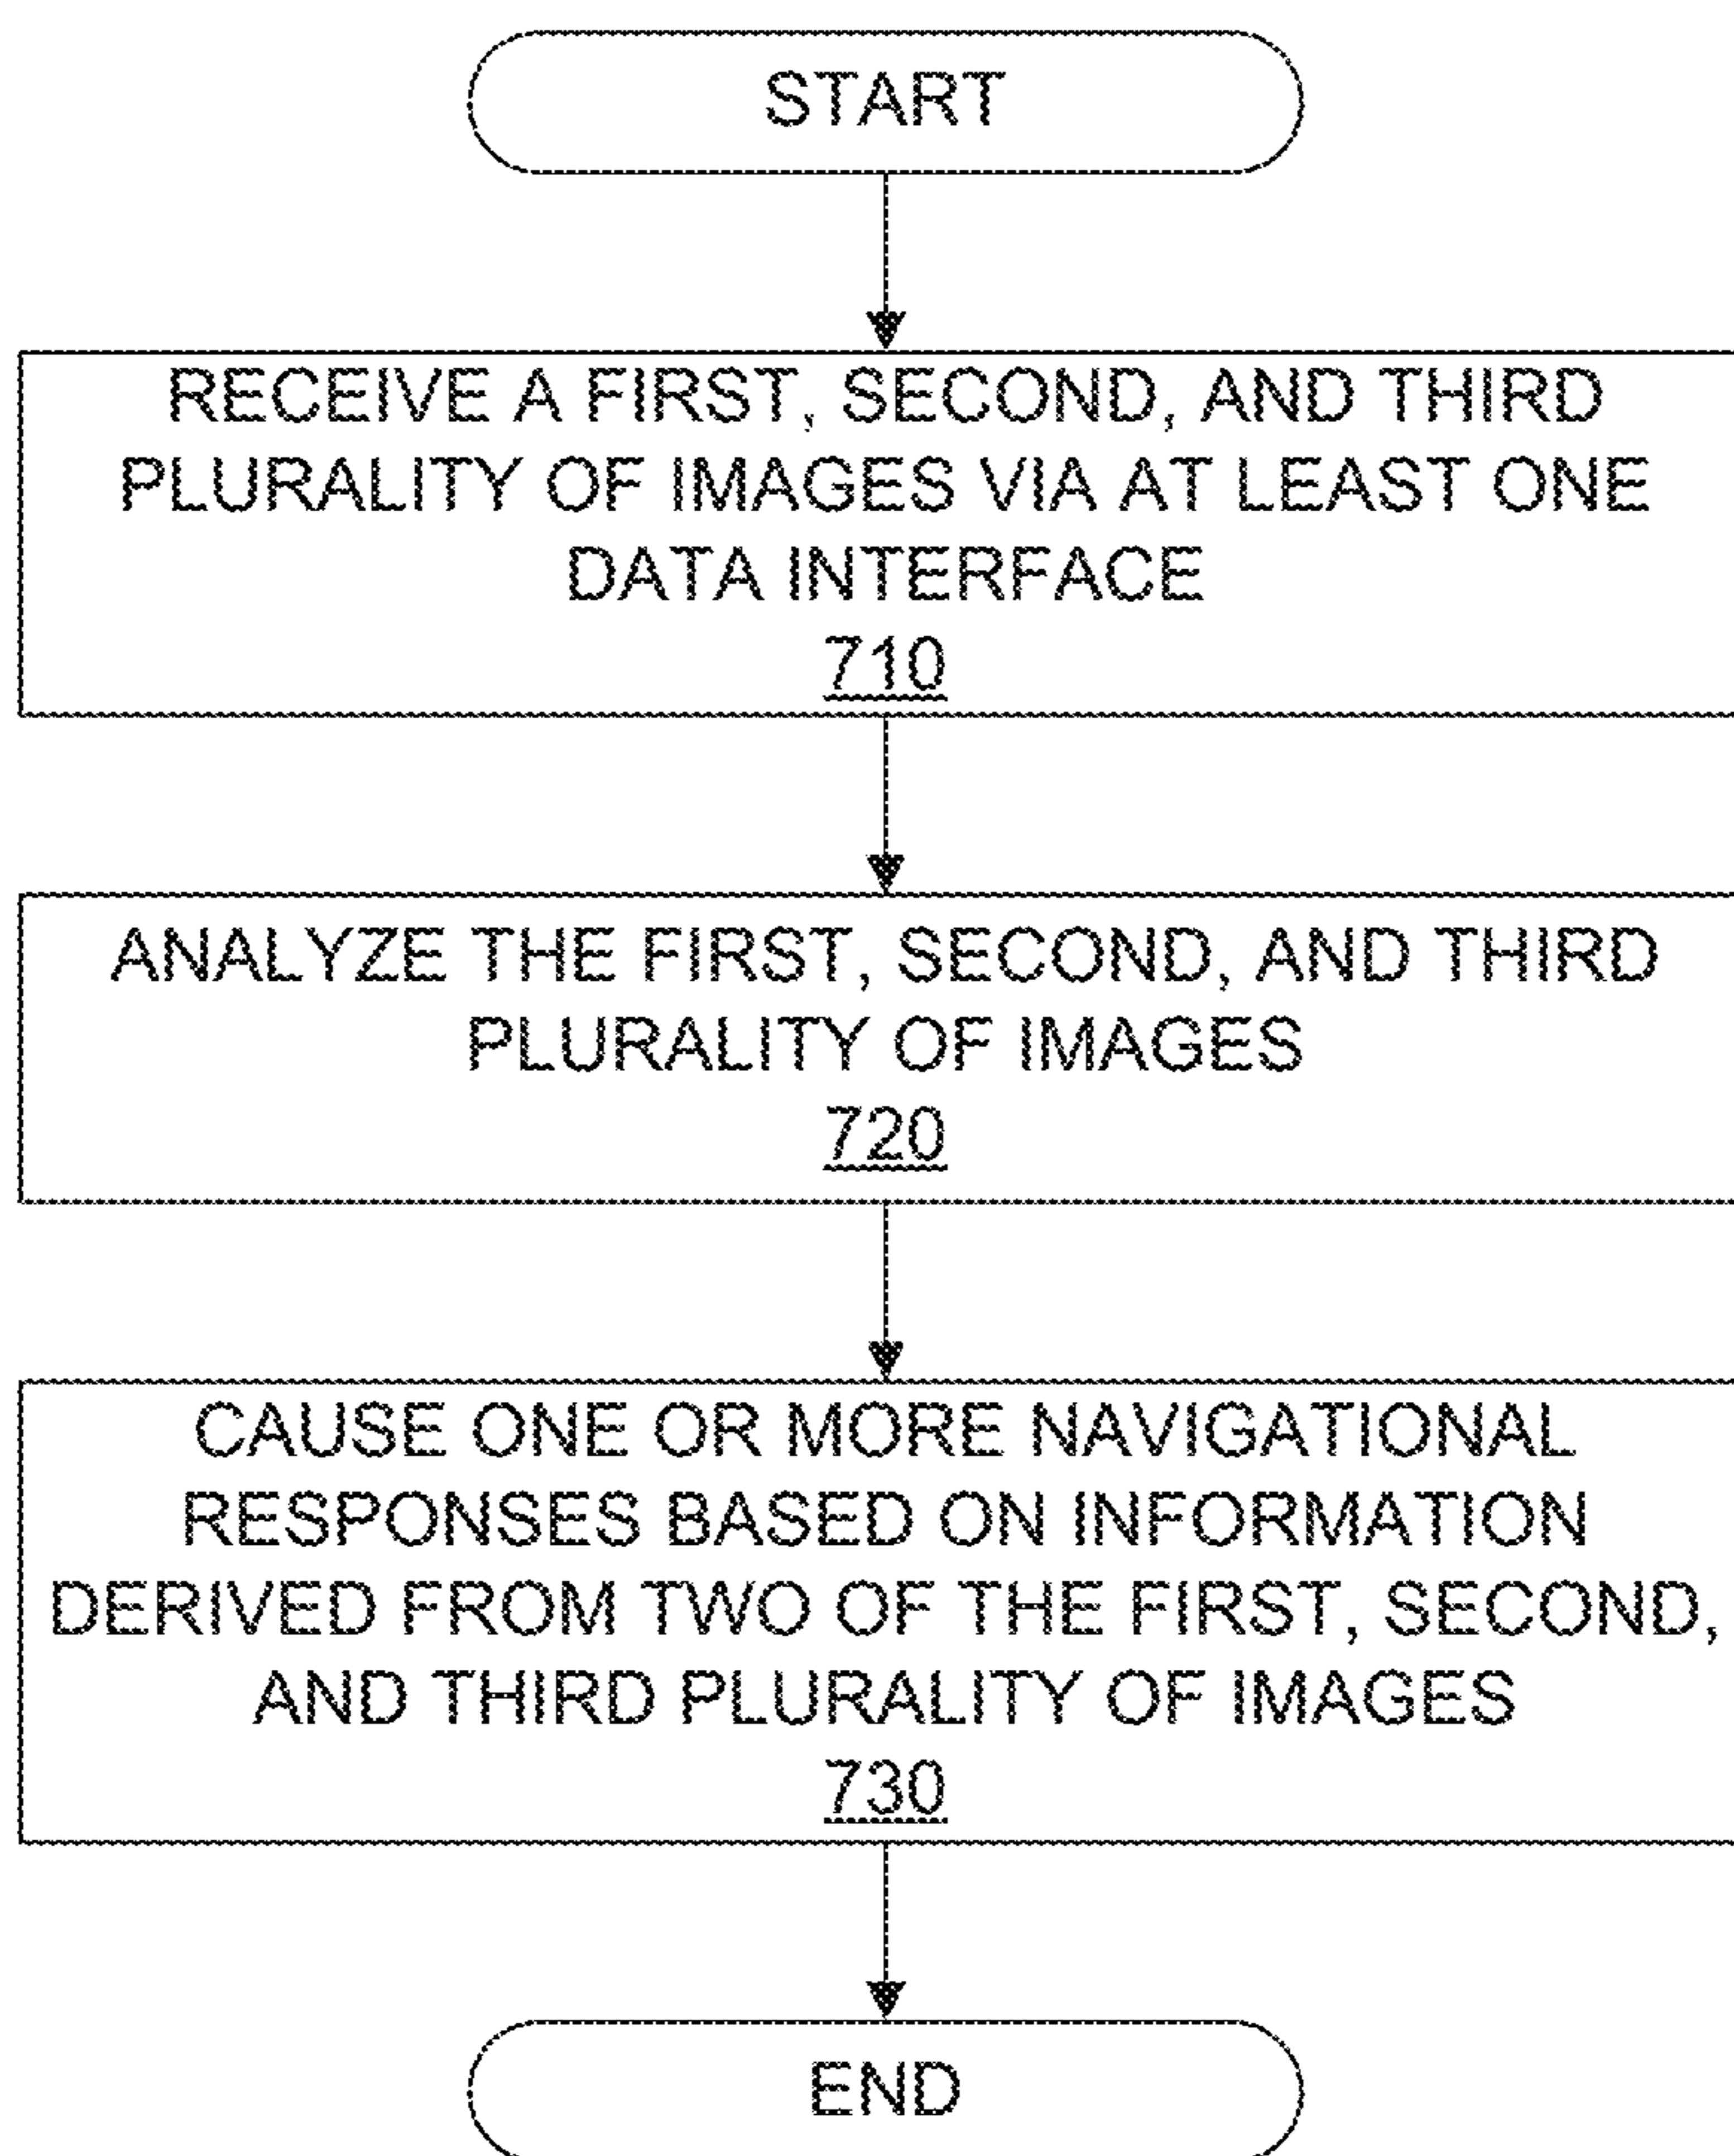 START
RECEIVE A FIRST, SECOND, AND THIRD
PLURALITY OF IMAGES VIA AT LEAST ONE
DATA INTERFACE
710
ANALYZE THE FIRST, SECOND, AND THIRD
PLURALITY OF IMAGES
720
CAUSE ONE OR MORE NAVIGATIONAL
RESPONSES BASED ON INFORMATION
DERIVED FROM TWO OF THE FIRST, SECOND,
AND THIRD PLURALITY OF IMAGES
730
END